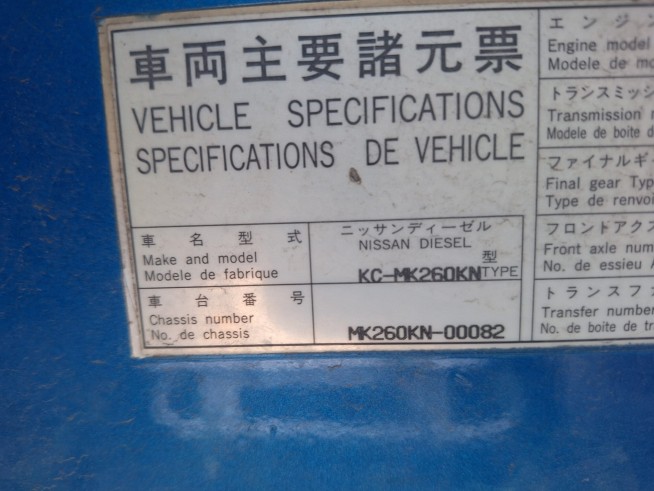 車両主要諸元票
VEHICLE SPECIFICATIONS
SPECIFICATIONS DE VEHICLE
車名型式
Make and model
Modele de fabrique
ニッサンディーゼル
NISSAN DIESEL
KC-MK260KN 型 TYPE
車台番号
Chassis number
No. de chassis
MK260KN-00082
エンジン
Engine model
Modele de
トランスミッシ
Transmission
Modele de boite
ファイナルギ
Final gear Typ
Type de renvoi
フロントアクス
Front axle num
No. de essieu
トランスファ
Transfer number
No. de boite de